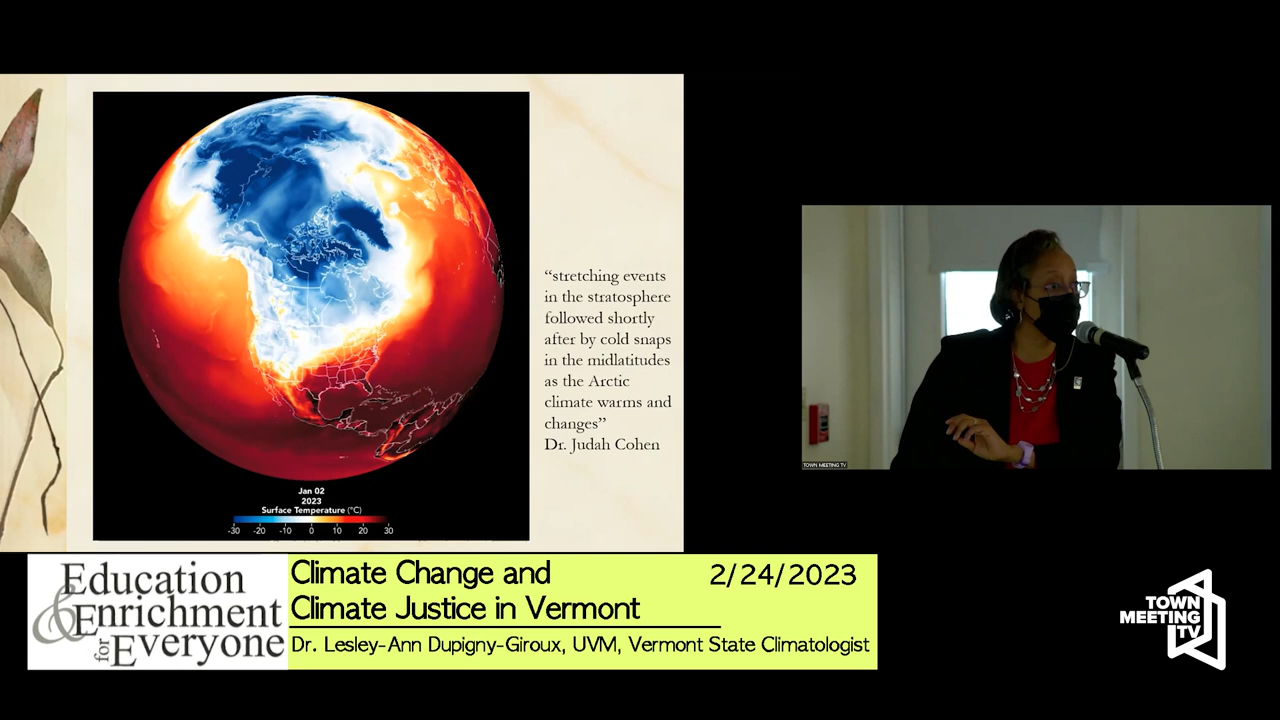 “stretching events
in the stratosphere
followed shortly
after by cold snaps
in the midlatitudes
as the Arctic
climate warms and
changes”
Dr. Judah Cohen
Jan 02
2023
Surface Temperature (°C)
-30 -20 -10 0 10 20 30
TOWN MEETING TV
Education
& Enrichment
for Everyone
Climate Change and
2/24/2023
Climate Justice in Vermont
Dr. Lesley-Ann Dupigny-Giroux, UVM, Vermont State Climatologist
TOWN
MEETING
TV